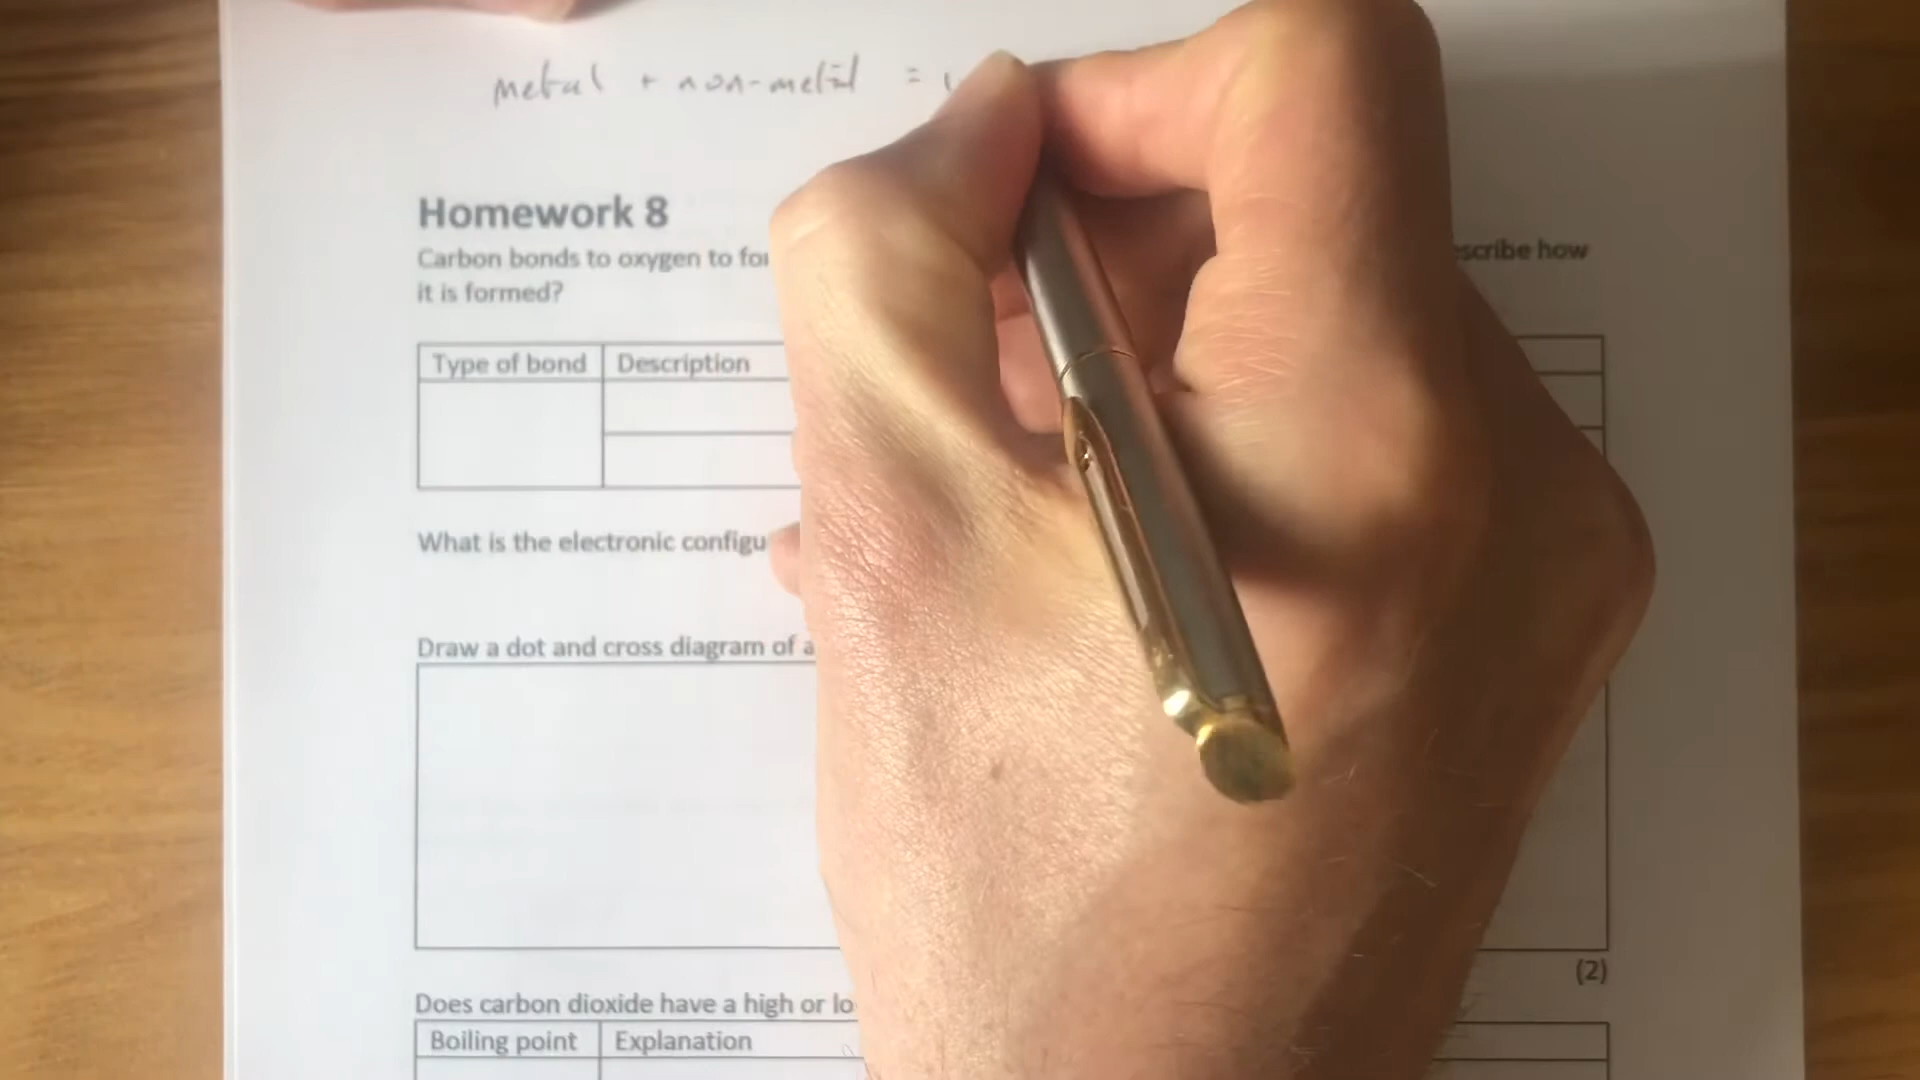 metal + non-metal =
Homework 8
Carbon bonds to oxygen to for
scribe how
it is formed?
Type of bond Description
What is the electronic configu
Draw a dot and cross diagram of a
(2)
Does carbon dioxide have a high or lo
Boiling point Explanation